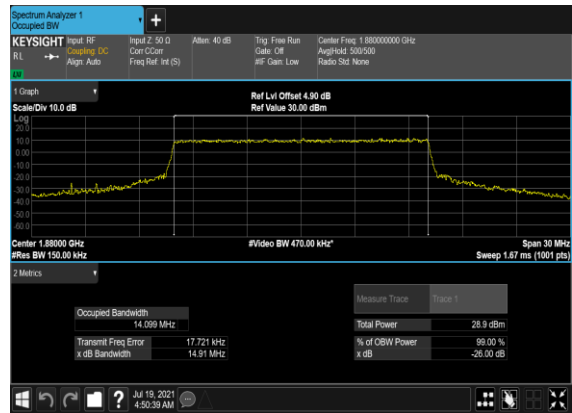 Spectrum Analyzer 1
Occupied BW
KEYSIGHT
RL
Input: RF
Coupling: DC
Align: Auto
Input Z: 50 Ω
Corr CCorr
Freq Ref: Int (S)
Atten: 40 dB
Trig: Free Run
Gate: Off
#IF Gain: Low
Center Freq: 1.880000000 GHz
Avg|Hold: 500/500
Radio Std: None
1 Graph
Scale/Div 10.0 dB
Ref Lvl Offset 4.90 dB
Ref Value 30.00 dBm
Log
20.0
10.0
0.00
-10.0
-20.0
-30.0
-40.0
-50.0
-60.0
Center 1.88000 GHz
#Res BW 150.00 kHz
#Video BW 470.00 kHz*
Span 30 MHz
Sweep 1.67 ms (1001 pts)
2 Metrics
Measure Trace
Trace 1
Occupied Bandwidth
14.099 MHz
Total Power
28.9 dBm
Transmit Freq Error
17.721 kHz
% of OBW Power
99.00 %
x dB Bandwidth
14.91 MHz
x dB
-26.00 dB
Jul 19, 2021
4:50:39 AM